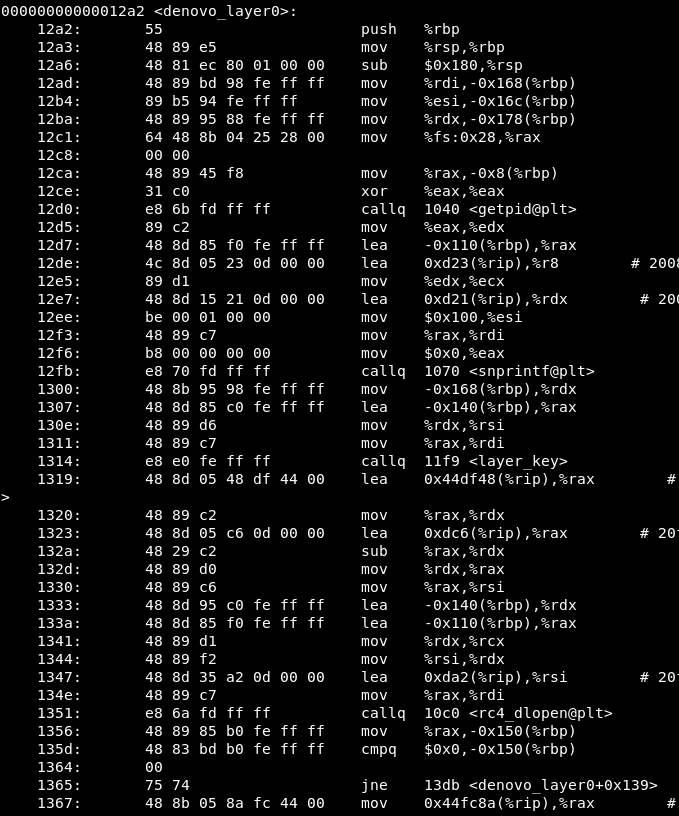 00000000000012a2 <denovo_layer0>:
12a2: 55 push %rbp
12a3: 48 89 e5 mov %rsp,%rbp
12a6: 48 81 ec 80 01 00 00 sub $0x180,%rsp
12ad: 48 89 bd 98 fe ff ff mov %rdi,-0x168(%rbp)
12b4: 89 b5 94 fe ff ff mov %esi,-0x16c(%rbp)
12ba: 48 89 95 88 fe ff ff mov %rdx,-0x178(%rbp)
12c1: 64 48 8b 04 25 28 00 mov %fs:0x28,%rax
12c8: 00 00
12ca: 48 89 45 f8 mov %rax,-0x8(%rbp)
12ce: 31 c0 xor %eax,%eax
12d0: e8 6b fd ff ff callq 1040 <getpid@plt>
12d5: 89 c2 mov %eax,%edx
12d7: 48 8d 85 f0 fe ff ff lea -0x110(%rbp),%rax
12de: 4c 8d 05 23 0d 00 00 lea 0xd23(%rip),%r8 # 2008
12e5: 89 d1 mov %edx,%ecx
12e7: 48 8d 15 21 0d 00 00 lea 0xd21(%rip),%rdx # 200
12ee: be 00 01 00 00 mov $0x100,%esi
12f3: 48 89 c7 mov %rax,%rdi
12f6: b8 00 00 00 00 mov $0x0,%eax
12fb: e8 70 fd ff ff callq 1070 <snprintf@plt>
1300: 48 8b 95 98 fe ff ff mov -0x168(%rbp),%rdx
1307: 48 8d 85 c0 fe ff ff lea -0x140(%rbp),%rax
130e: 48 89 d6 mov %rdx,%rsi
1311: 48 89 c7 mov %rax,%rdi
1314: e8 e0 fe ff ff callq 11f9 <layer_key>
1319: 48 8d 05 48 df 44 00 lea 0x44df48(%rip),%rax #
>
1320: 48 89 c2 mov %rax,%rdx
1323: 48 8d 05 c6 0d 00 00 lea 0xdc6(%rip),%rax # 20f
132a: 48 29 c2 sub %rax,%rdx
132d: 48 89 d0 mov %rdx,%rax
1330: 48 89 c6 mov %rax,%rsi
1333: 48 8d 95 c0 fe ff ff lea -0x140(%rbp),%rdx
133a: 48 8d 85 f0 fe ff ff lea -0x110(%rbp),%rax
1341: 48 89 d1 mov %rdx,%rcx
1344: 48 89 f2 mov %rsi,%rdx
1347: 48 8d 35 a2 0d 00 00 lea 0xda2(%rip),%rsi # 20f
134e: 48 89 c7 mov %rax,%rdi
1351: e8 6a fd ff ff callq 10c0 <rc4_dlopen@plt>
1356: 48 89 85 b0 fe ff ff mov %rax,-0x150(%rbp)
135d: 48 83 bd b0 fe ff ff cmpq $0x0,-0x150(%rbp)
1364: 00
1365: 75 74 jne 13db <denovo_layer0+0x139>
1367: 48 8b 05 8a fc 44 00 mov 0x44fc8a(%rip),%rax #